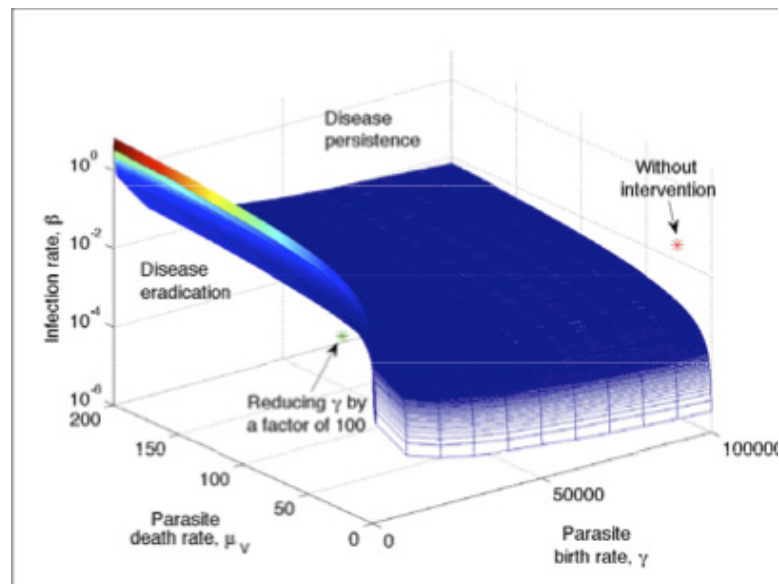 Disease
persistence
Without
intervention
10^0
10^-2
10^-4
10^-6
Infection rate, β
Disease
eradication
Reducing γ by
a factor of 100
200
150
100
50
0
Parasite
death rate, μ_V
0
50000
100000
Parasite
birth rate, γ